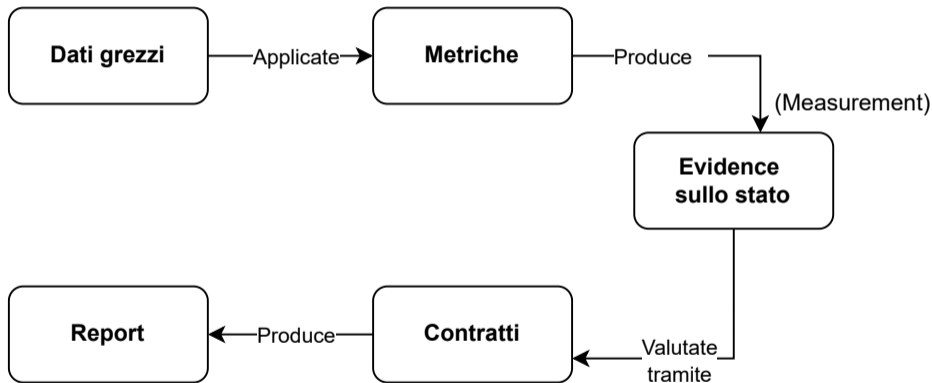 Dati grezzi
Applicate
Metriche
Produce
(Measurement)
Evidence
sullo stato
Valutate
tramite
Contratti
Produce
Report